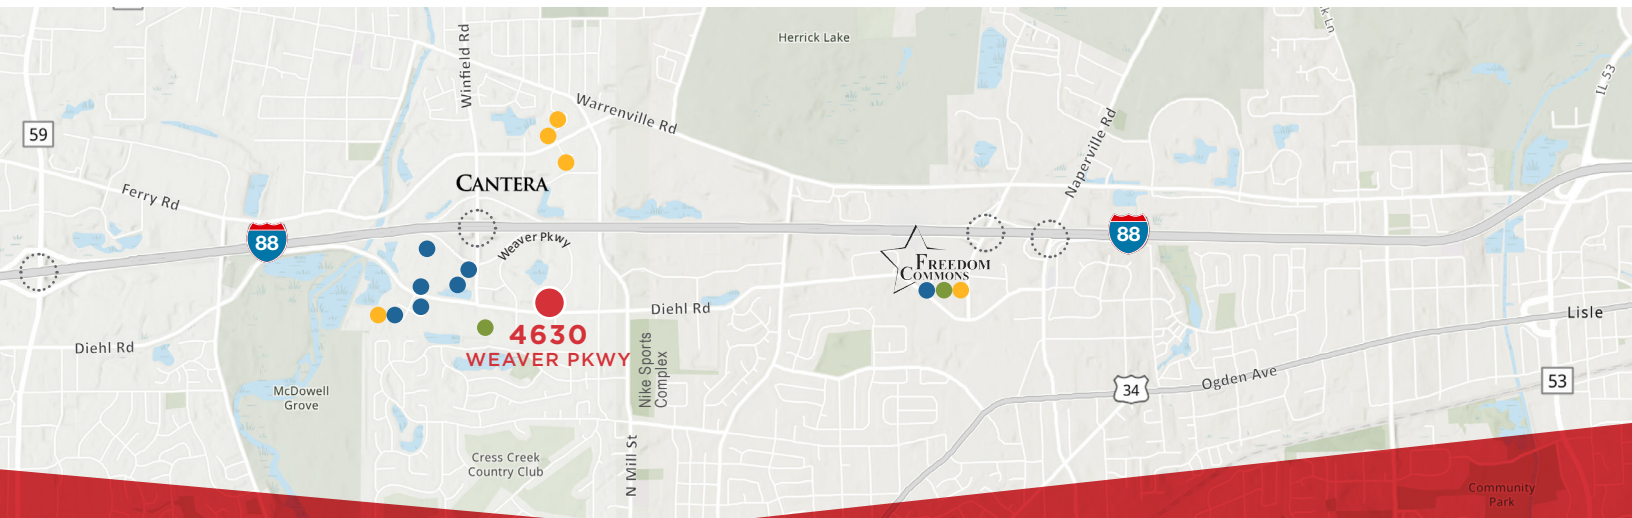 Herrick Lake
k Ln
Winfield Rd
IL 53
Warrenville Rd
59
Naperville Rd
CANTERA
Ferry Rd
88
Weaver Pkwy
88
FREEDOM
COMMONS
Diehl Rd
Lisle
4630
WEAVER PKWY
Diehl Rd
Nike Sports
Complex
Ogden Ave
34
53
McDowell
Grove
Cress Creek
Country Club
N Mill St
Community
Park